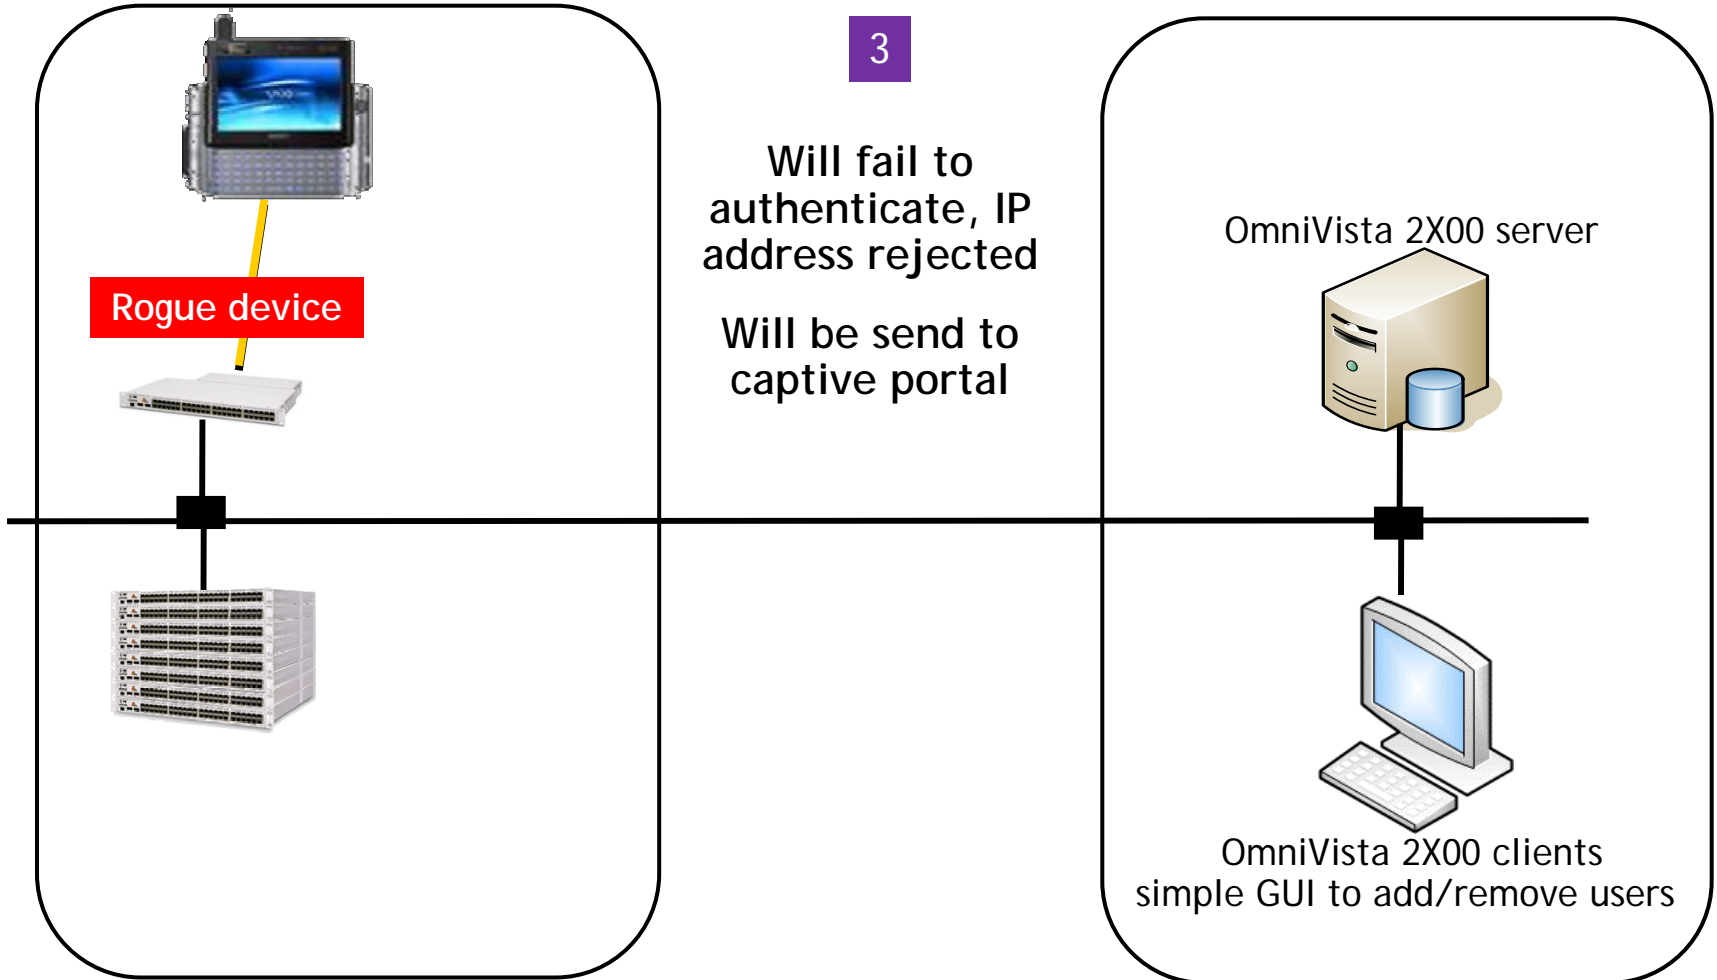 3
Will fail to
authenticate, IP
address rejected
Will be send to
captive portal
Rogue device
OmniVista 2X00 server
OmniVista 2X00 clients
simple GUI to add/remove users